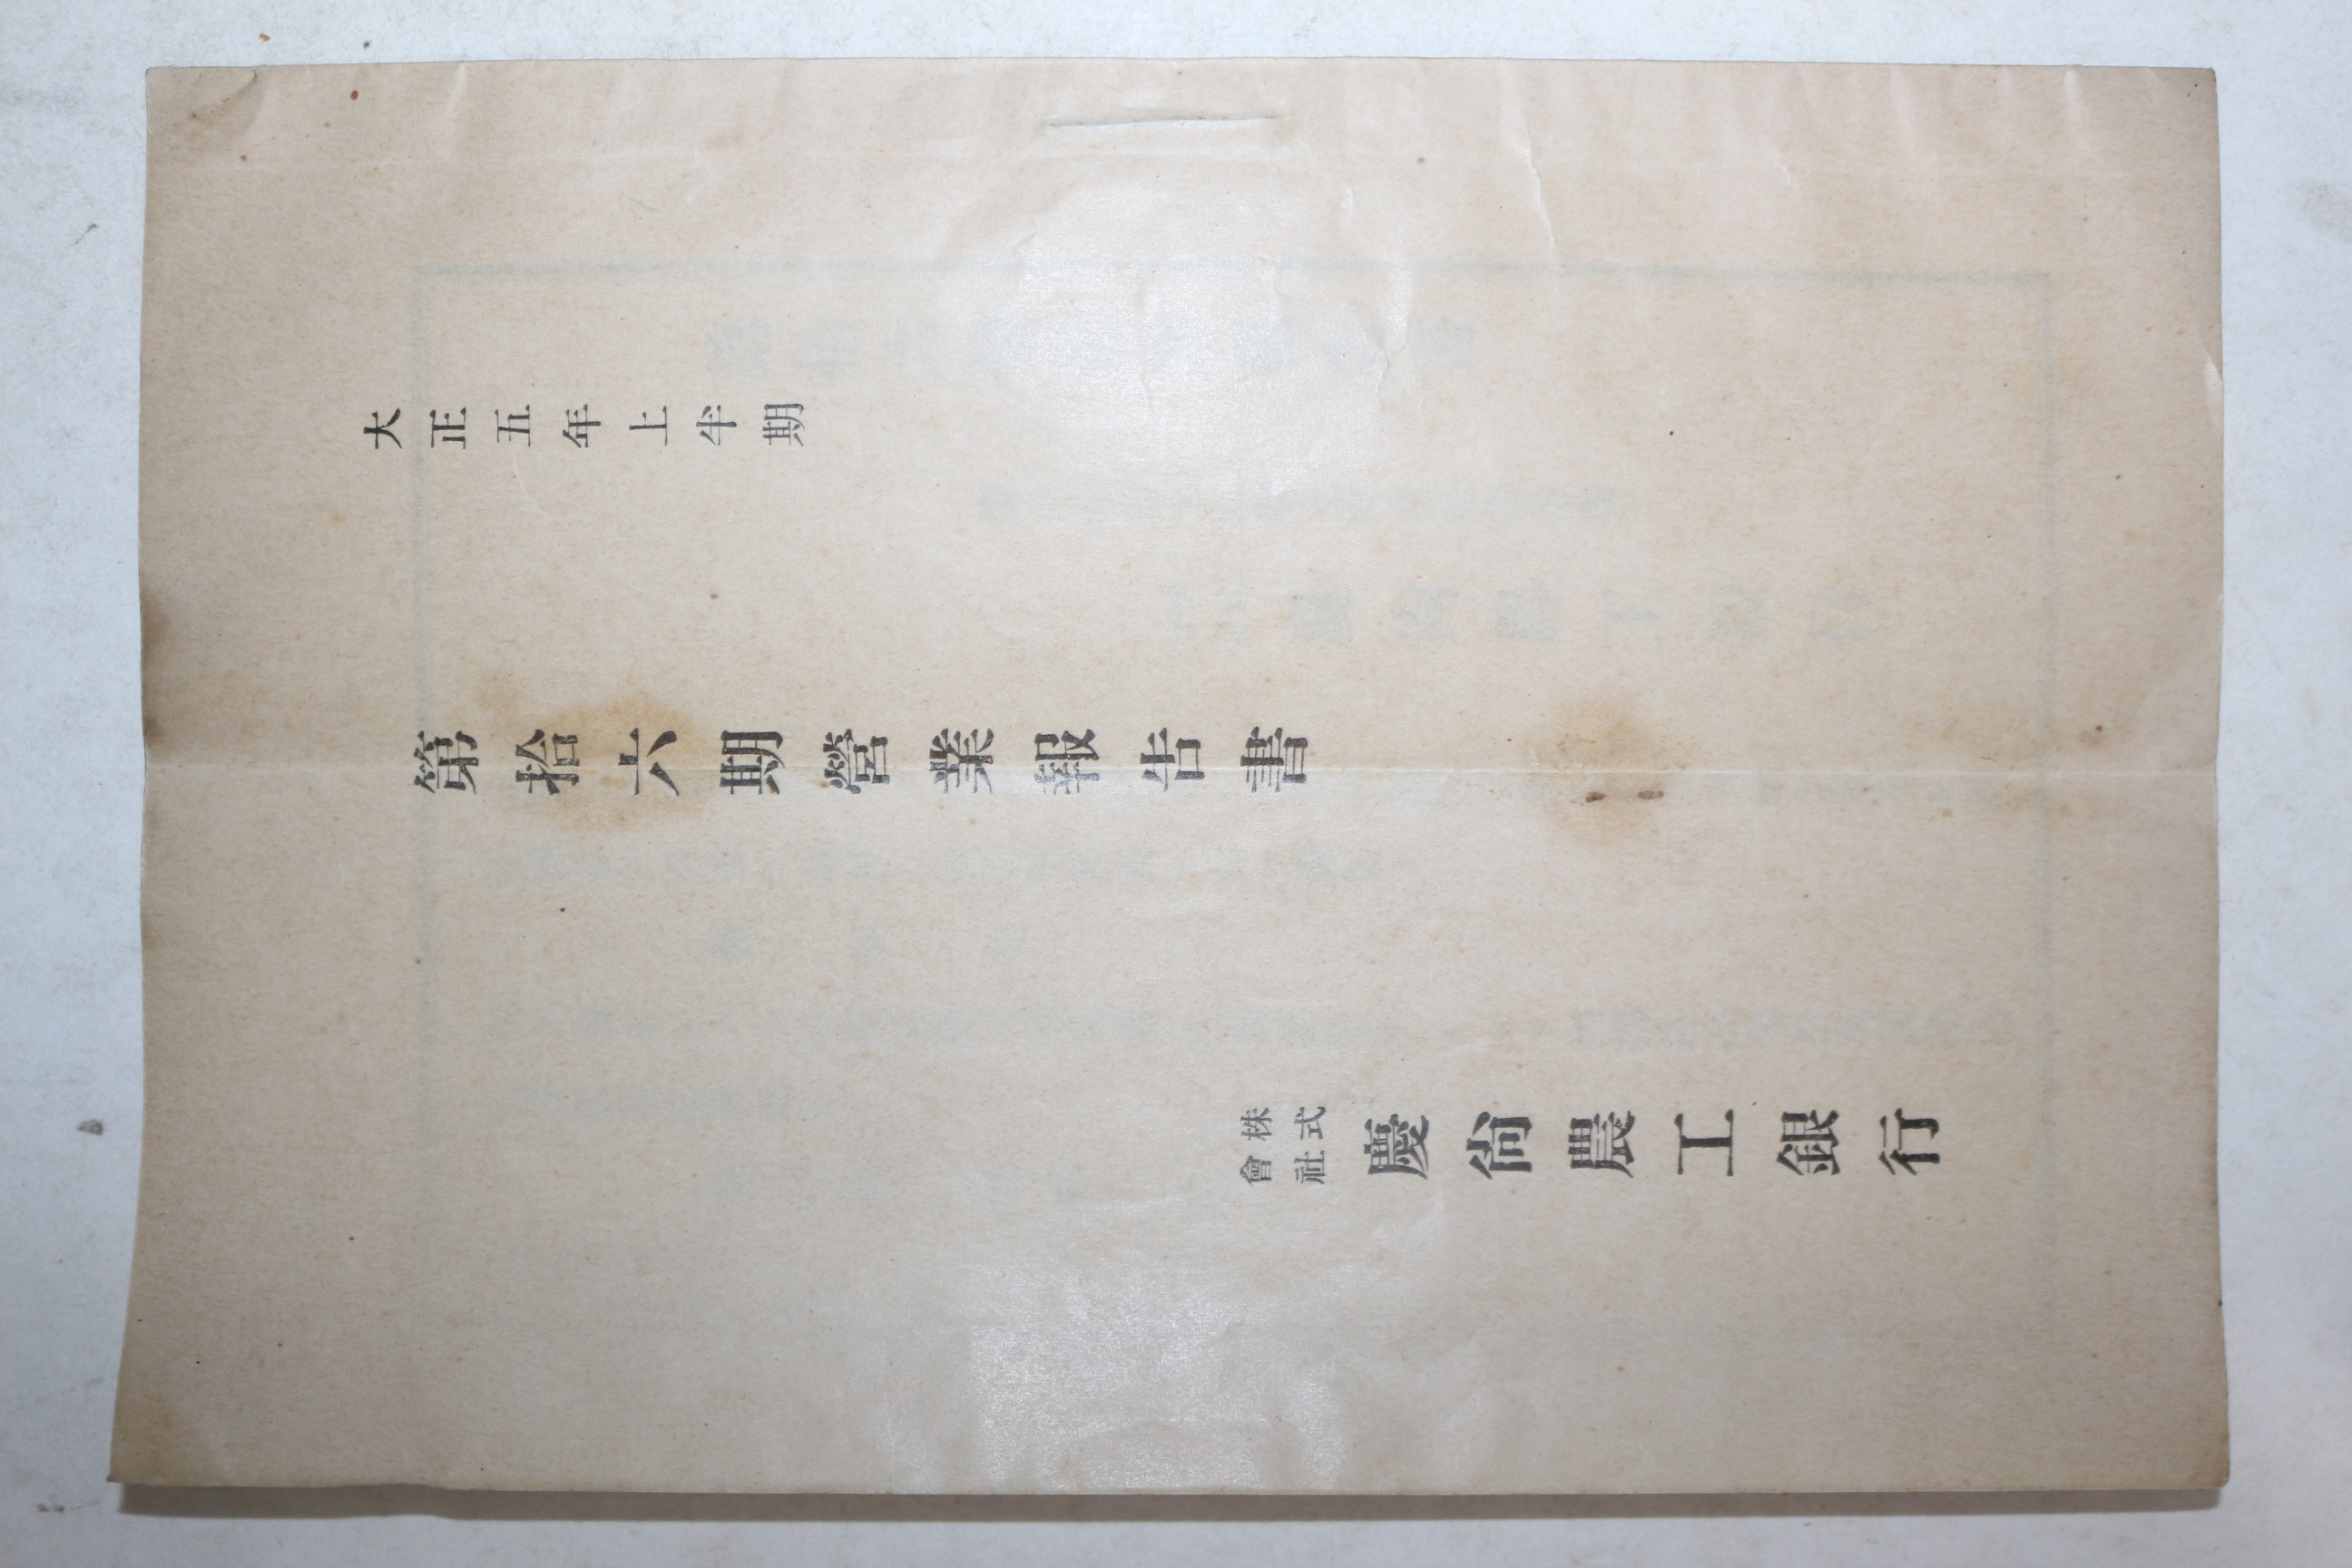 大正五年上半期
第拾六期營業報告書
株式會社慶尙農工銀行